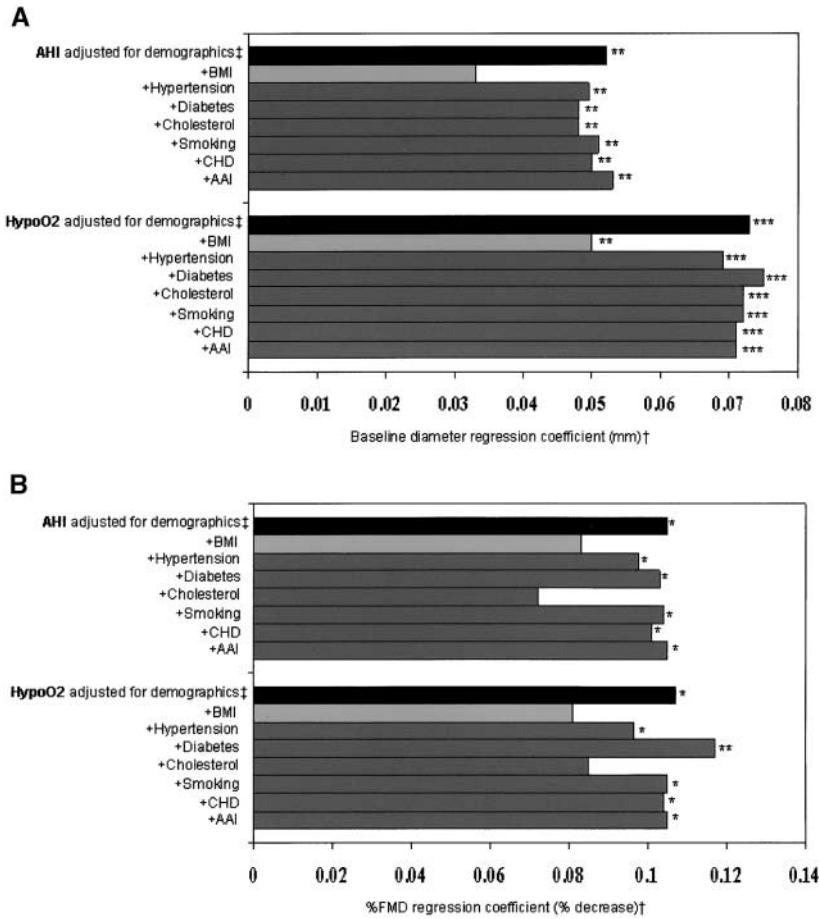 A
AHI adjusted for demographics‡
**
+BMI
+Hypertension **
+Diabetes **
+Cholesterol **
+Smoking **
+CHD **
+AAI **
HypoO2 adjusted for demographics‡ ***
+BMI **
+Hypertension ***
+Diabetes ***
+Cholesterol ***
+Smoking ***
+CHD ***
+AAI ***
0 0.01 0.02 0.03 0.04 0.05 0.06 0.07 0.08
Baseline diameter regression coefficient (mm)†
B
AHI adjusted for demographics‡ *
+BMI
+Hypertension *
+Diabetes *
+Cholesterol
+Smoking *
+CHD *
+AAI *
HypoO2 adjusted for demographics‡ *
+BMI
+Hypertension *
+Diabetes **
+Cholesterol
+Smoking *
+CHD *
+AAI *
0 0.02 0.04 0.06 0.08 0.1 0.12 0.14
%FMD regression coefficient (% decrease)†